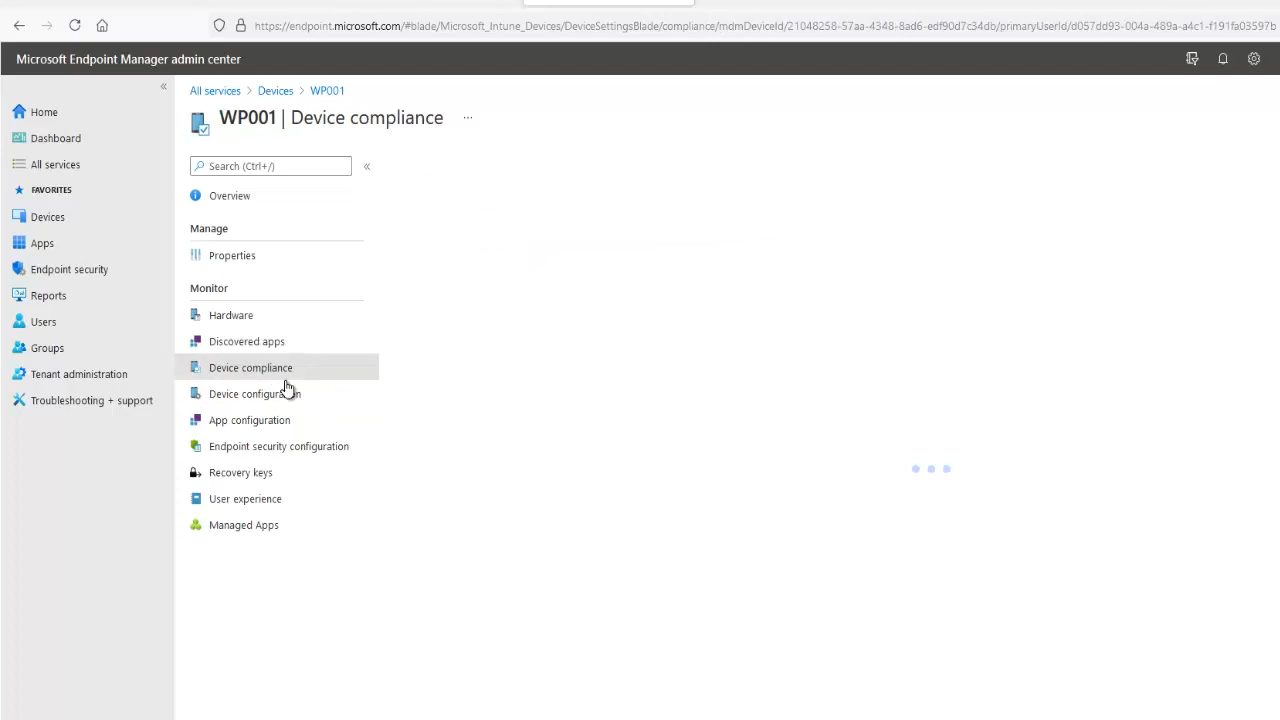 https://endpoint.microsoft.com/#blade/Microsoft_Intune_Devices/DeviceSettingsBlade/compliance/mdmDeviceId/21048258-57aa-4348-8ad6-edf90d7c34db/primaryUserId/d057dd93-004a-489a-a4c1-f191fa03597b
Microsoft Endpoint Manager admin center
«
All services > Devices > WP001
WP001 | Device compliance ...
Home
Dashboard
All services
FAVORITES
Devices
Apps
Endpoint security
Reports
Users
Groups
Tenant administration
Troubleshooting + support
Search (Ctrl+/) «
Overview
Manage
Properties
Monitor
Hardware
Discovered apps
Device compliance
Device configuration
App configuration
Endpoint security configuration
Recovery keys
User experience
Managed Apps